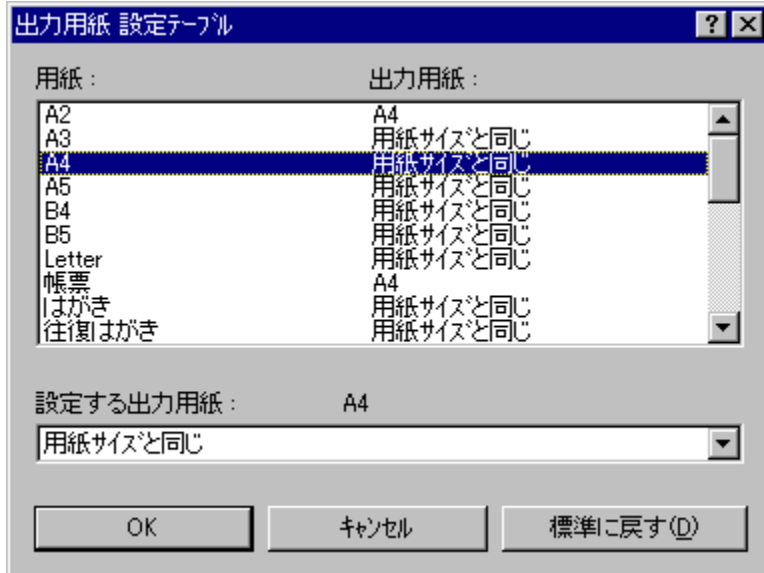 出力用紙 設定ﾃｰﾌﾞﾙ
用紙： 出力用紙：
A2 A4
A3 用紙ｻｲｽﾞと同じ
A4 用紙ｻｲｽﾞと同じ
A5 用紙ｻｲｽﾞと同じ
B4 用紙ｻｲｽﾞと同じ
B5 用紙ｻｲｽﾞと同じ
Letter 用紙ｻｲｽﾞと同じ
帳票 A4
はがき 用紙ｻｲｽﾞと同じ
往復はがき 用紙ｻｲｽﾞと同じ
設定する出力用紙： A4
用紙ｻｲｽﾞと同じ
OK ｷｬﾝｾﾙ 標準に戻す(D)